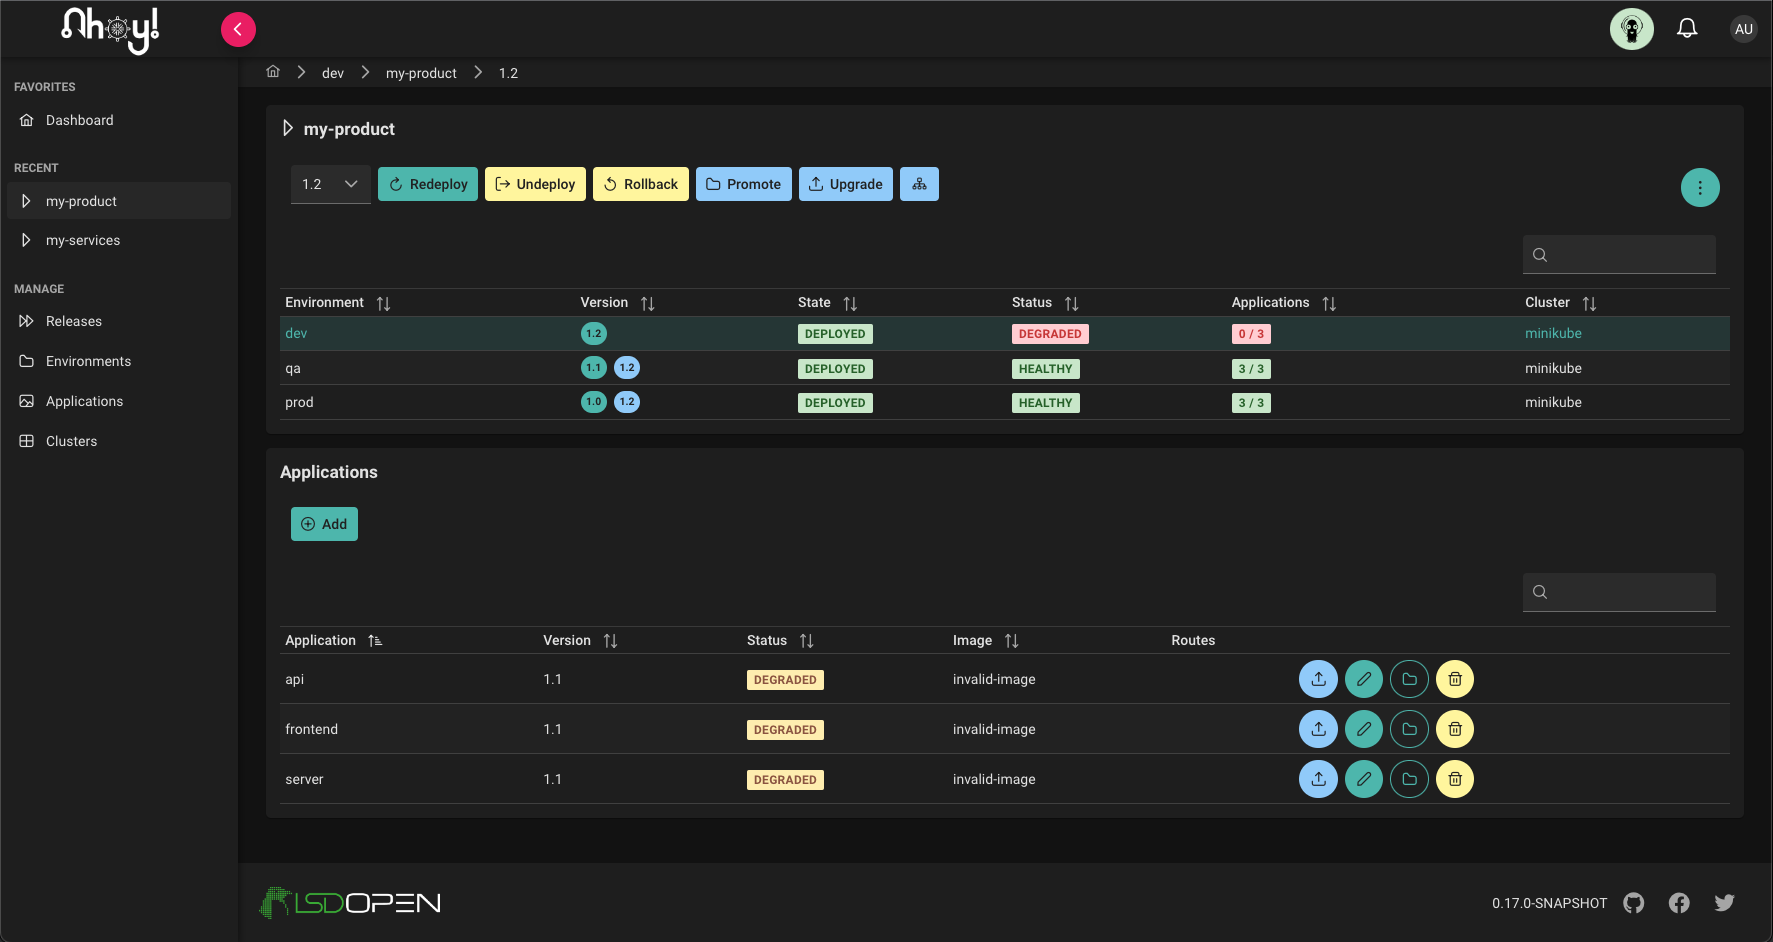 Ahoy!
AU
dev
my-product
1.2
FAVORITES
Dashboard
RECENT
my-product
my-services
MANAGE
Releases
Environments
Applications
Clusters
my-product
1.2
Redeploy
Undeploy
Rollback
Promote
Upgrade
Environment Version State Status Applications Cluster
dev 1.2 DEPLOYED DEGRADED 0 / 3 minikube
qa 1.1 1.2 DEPLOYED HEALTHY 3 / 3 minikube
prod 1.0 1.2 DEPLOYED HEALTHY 3 / 3 minikube
Applications
Add
Application Version Status Image Routes
api 1.1 DEGRADED invalid-image
frontend 1.1 DEGRADED invalid-image
server 1.1 DEGRADED invalid-image
LSDOPEN
0.17.0-SNAPSHOT